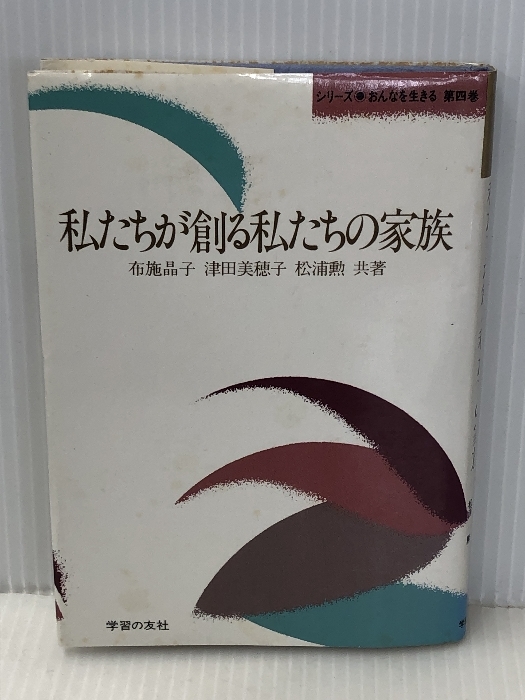 シリーズ●おんなを生きる 第四巻
私たちが創る私たちの家族
布施晶子 津田美穂子 松浦勲 共著
学習の友社